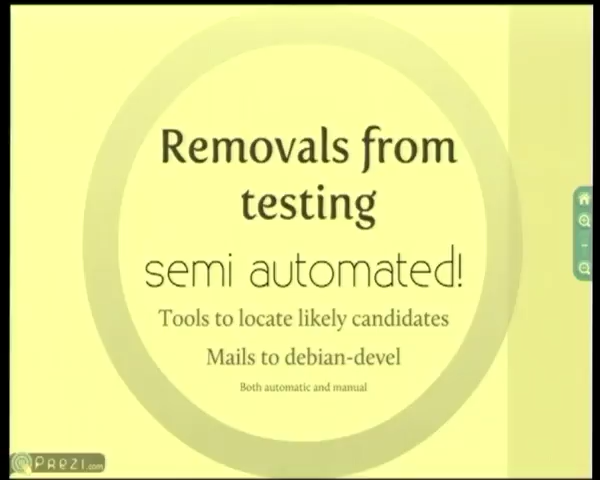 Removals from
testing
semi automated!
Tools to locate likely candidates
Mails to debian-devel
Both automatic and manual
Prezi.com